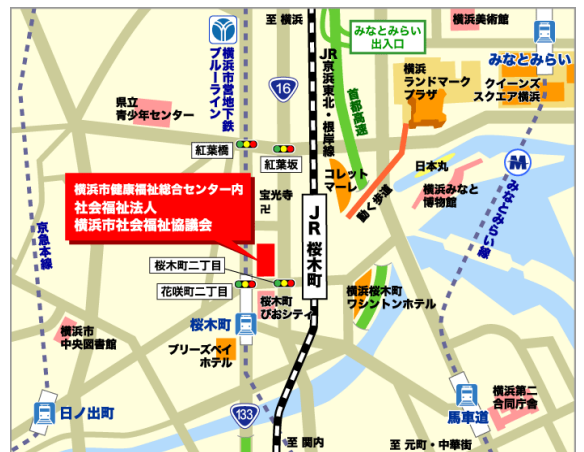 至 横浜
みなとみらい
出入口
横浜美術館
みなとみらい
横浜市営地下鉄
ブルーライン
16
JR京浜東北・根岸線
首都高速
横浜
ランドマーク
プラザ
クイーンズ
スクエア横浜
県立
青少年センター
紅葉橋
紅葉坂
コレット
マーレ
動く歩道
日本丸
横浜みなと
博物館
M
みなとみらい線
横浜市健康福祉総合センター内
社会福祉法人
横浜市社会福祉協議会
宝光寺
卍
JR 桜木町
京急本線
桜木町二丁目
花咲町二丁目
桜木町
ぴおシティ
横浜桜木町
ワシントンホテル
桜木町
ブリーズベイ
ホテル
横浜市
中央図書館
日ノ出町
133
至 関内
馬車道
横浜第二
合同庁舎
至 元町・中華街